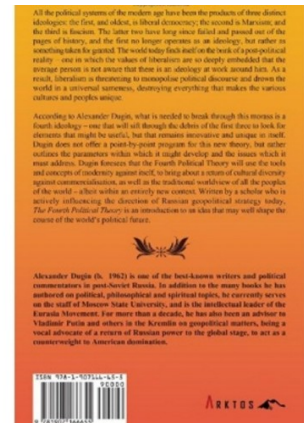 All the political systems of the modern age have been the products of three distinct
ideologies: the first, and oldest, is liberal democracy; the second is Marxism; and
the third is fascism. The latter two have long since failed and passed out of the
pages of history, and the first no longer operates as an ideology, but rather as
something taken for granted. The world today finds itself on the brink of a post-political
reality – one in which the values of liberalism are so deeply embedded that the
average person is not aware that there is an ideology at work around him. As a
result, liberalism is threatening to monopolise political discourse and drown the
world in a universal sameness, destroying everything that makes the various
cultures and peoples unique.
According to Alexander Dugin, what is needed to break through this morass is a
fourth ideology – one that will sift through the debris of the first three to look for
elements that might be useful, but that remains innovative and unique in itself.
Dugin does not offer a point-by-point program for this new theory, but rather
outlines the parameters within which it might develop and the issues which it
must address. Dugin foresees that the Fourth Political Theory will use the tools
and concepts of modernity against itself, to bring about a return of cultural diversity
against commercialisation, as well as the traditional worldview of all the peoples
of the world – albeit within an entirely new context. Written by a scholar who is
actively influencing the direction of Russian geopolitical strategy today,
The Fourth Political Theory is an introduction to an idea that may well shape the
course of the world's political future.
Alexander Dugin (b. 1962) is one of the best-known writers and political
commentators in post-Soviet Russia. In addition to the many books he has
authored on political, philosophical and spiritual topics, he currently serves
on the staff of Moscow State University, and is the intellectual leader of the
Eurasia Movement. For more than a decade, he has also been an advisor to
Vladimir Putin and others in the Kremlin on geopolitical matters, being a
vocal advocate of a return of Russian power to the global stage, to act as a
counterweight to American domination.
ISBN
90000
ARKTOS